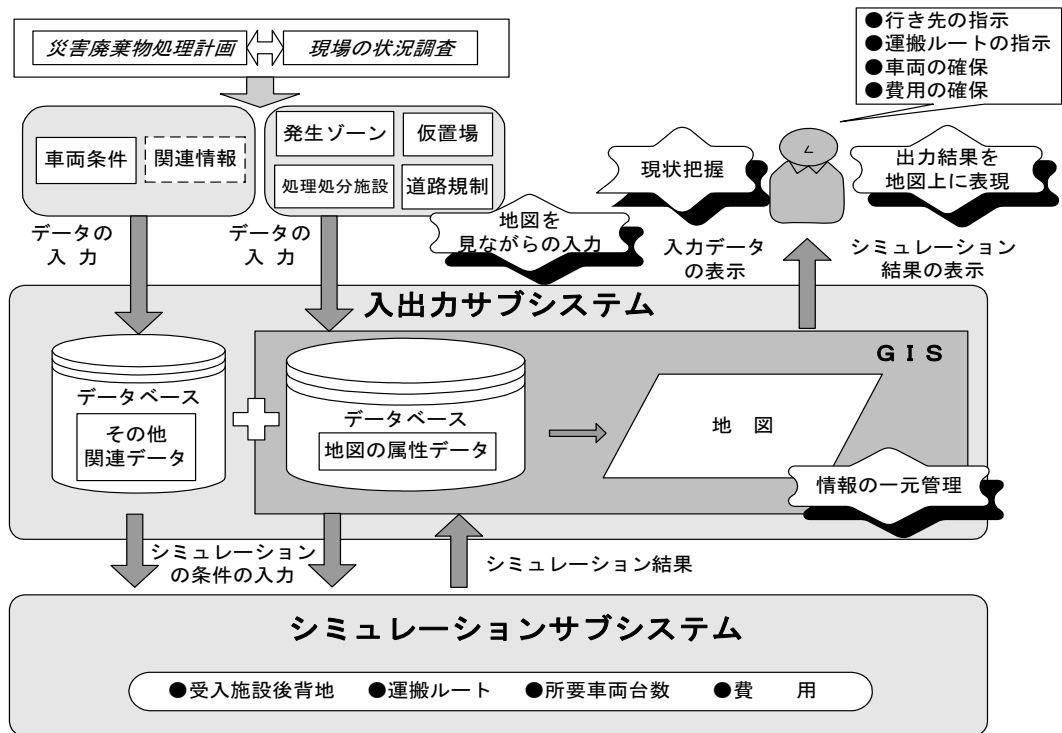 災害廃棄物処理計画
現場の状況調査
●行き先の指示
●運搬ルートの指示
●車両の確保
●費用の確保
車両条件
関連情報
発生ゾーン
仮置場
処理処分施設
道路規制
現状把握
出力結果を
地図上に表現
地図を
見ながらの入力
データの
入 力
データの
入 力
入力データ
の表示
シミュレーション
結果の表示
入出力サブシステム
GIS
データベース
その他
関連データ
データベース
地図の属性データ
地 図
情報の一元管理
シミュレーション
の条件の入力
シミュレーション結果
シミュレーションサブシステム
●受入施設後背地 ●運搬ルート ●所要車両台数 ●費 用